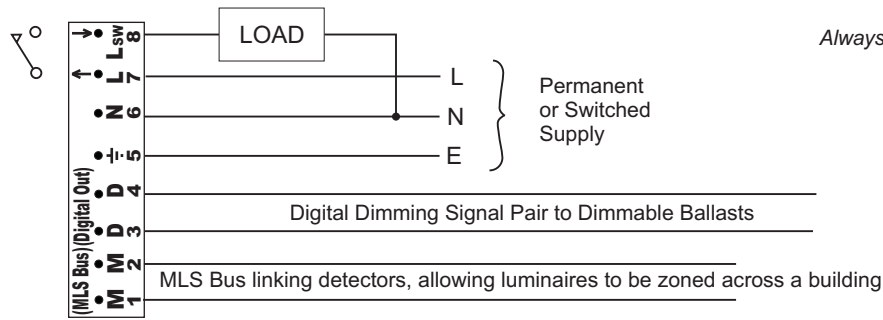 LOAD
Always
Lsw 8
L 7
L
N 6
N
5
E
Permanent
or Switched
Supply
D 4
D 3
(Digital Out)
Digital Dimming Signal Pair to Dimmable Ballasts
M 2
M 1
(MLS Bus)
MLS Bus linking detectors, allowing luminaires to be zoned across a building